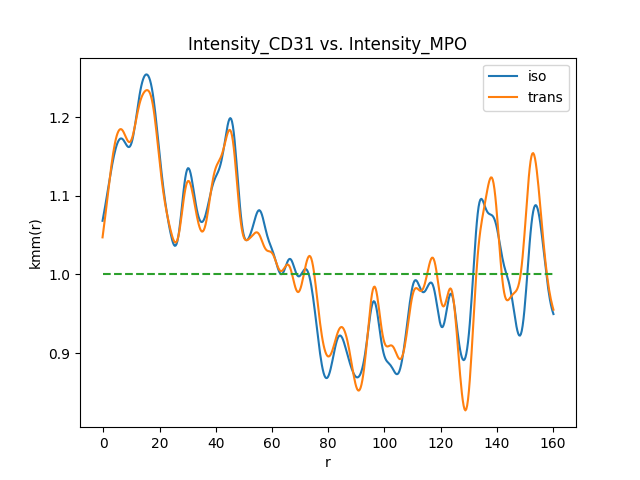 Intensity_CD31 vs. Intensity_MPO
iso
trans
1.2
1.1
1.0
0.9
kmm(r)
0 20 40 60 80 100 120 140 160
r